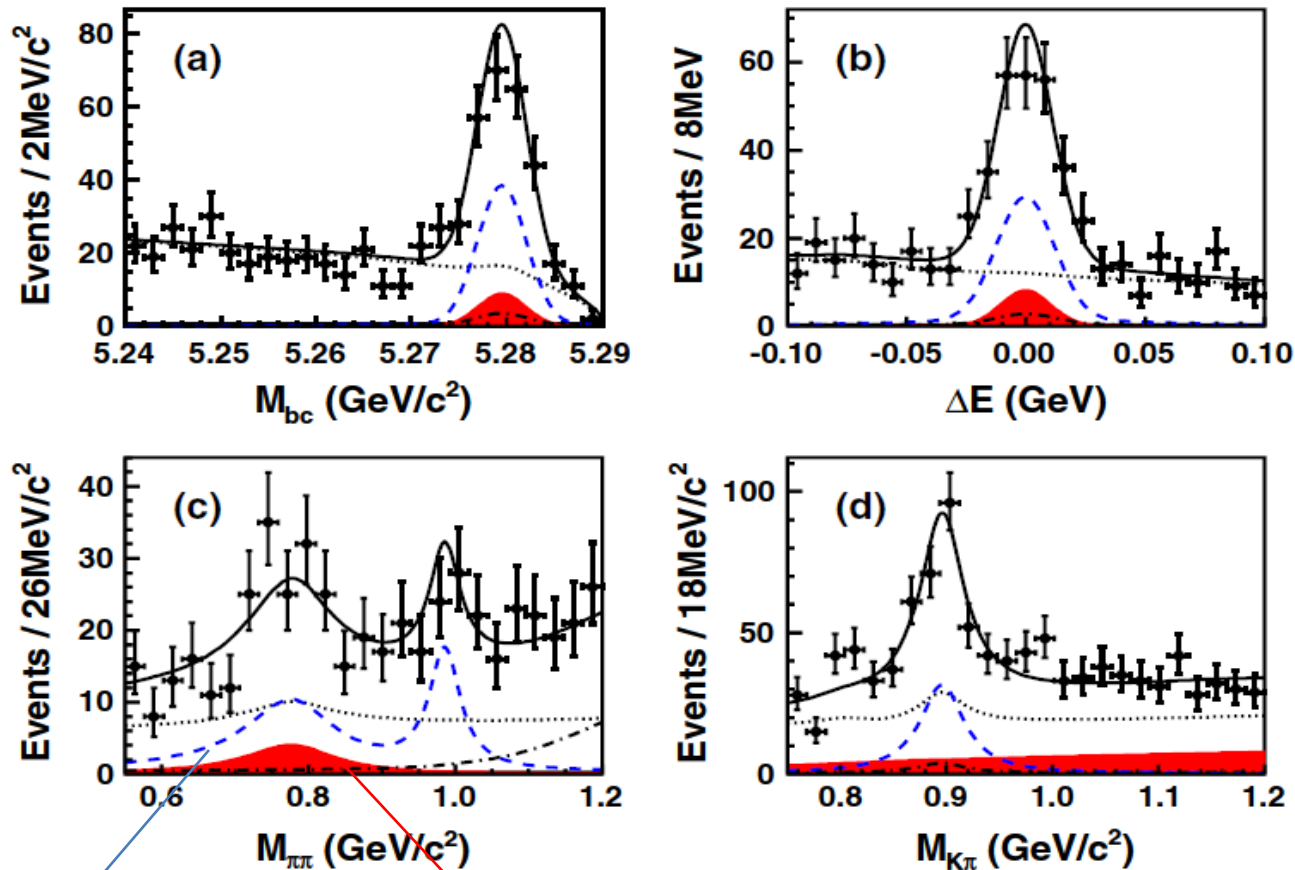 (a)
Events / 2MeV/c²
80
60
40
20
0
5.24 5.25 5.26 5.27 5.28 5.29
M_bc (GeV/c²)
(b)
Events / 8MeV
60
40
20
0
-0.10 -0.05 0.00 0.05 0.10
ΔE (GeV)
(c)
Events / 26MeV/c²
40
30
20
10
0
0.6 0.8 1.0 1.2
M_ππ (GeV/c²)
(d)
Events / 18MeV/c²
100
50
0
0.8 0.9 1.0 1.1 1.2
M_Kπ (GeV/c²)